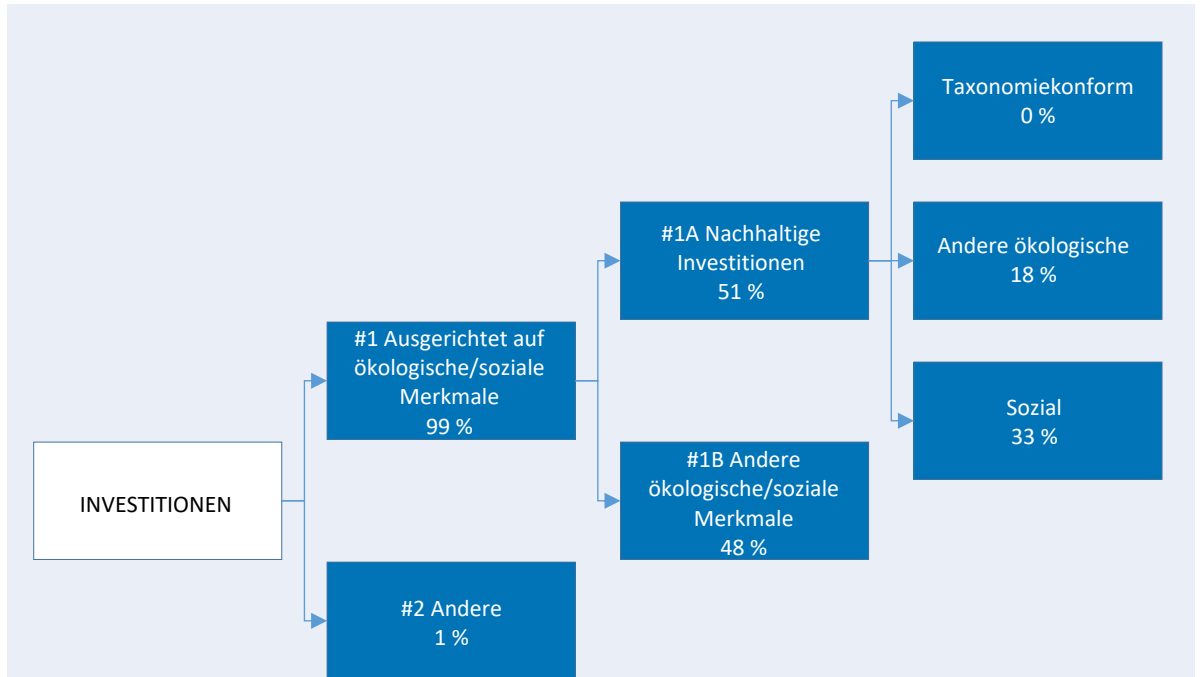 INVESTITIONEN
#1 Ausgerichtet auf
ökologische/soziale
Merkmale
99 %
#2 Andere
1 %
#1A Nachhaltige
Investitionen
51 %
#1B Andere
ökologische/soziale
Merkmale
48 %
Taxonomiekonform
0 %
Andere ökologische
18 %
Sozial
33 %